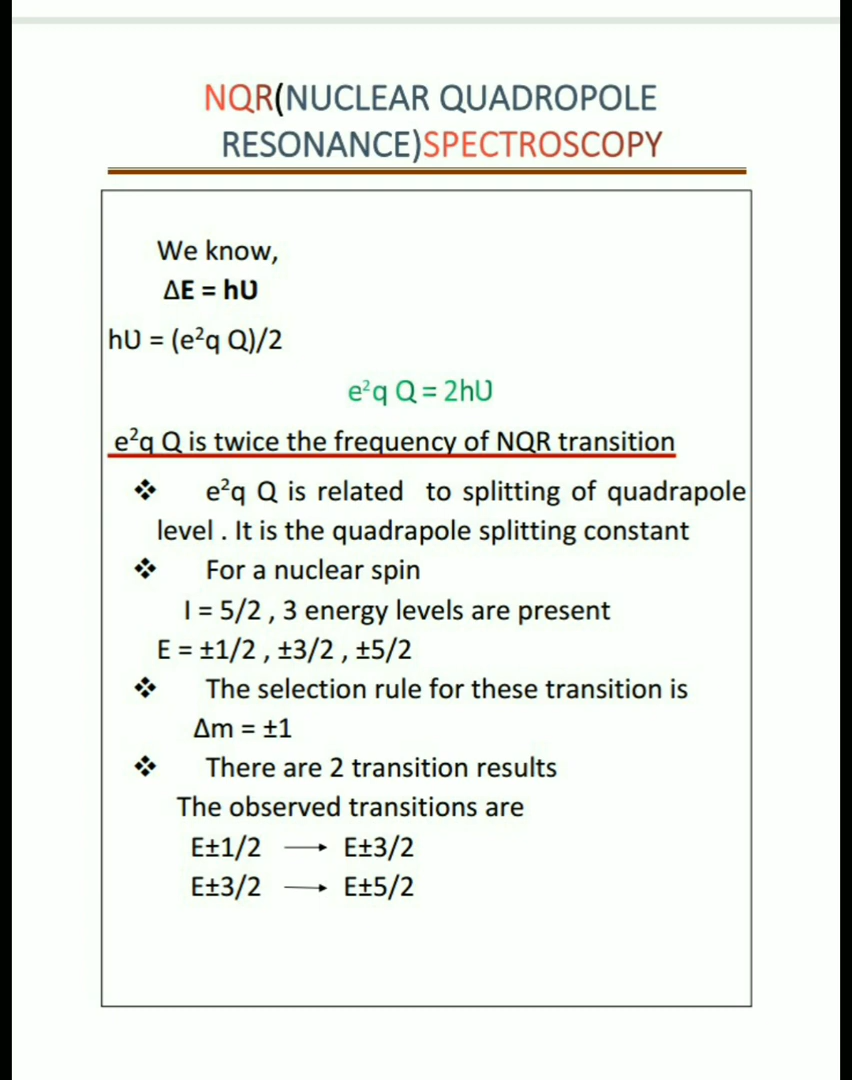 NQR(NUCLEAR QUADROPOLE
RESONANCE)SPECTROSCOPY
We know,
∆E = hƱ
hƱ = (e²q Q)/2
e²q Q = 2hƱ
e²q Q is twice the frequency of NQR transition
❖ e²q Q is related to splitting of quadrapole
level . It is the quadrapole splitting constant
❖ For a nuclear spin
I = 5/2 , 3 energy levels are present
E = ±1/2 , ±3/2 , ±5/2
❖ The selection rule for these transition is
∆m = ±1
❖ There are 2 transition results
The observed transitions are
E±1/2 → E±3/2
E±3/2 → E±5/2